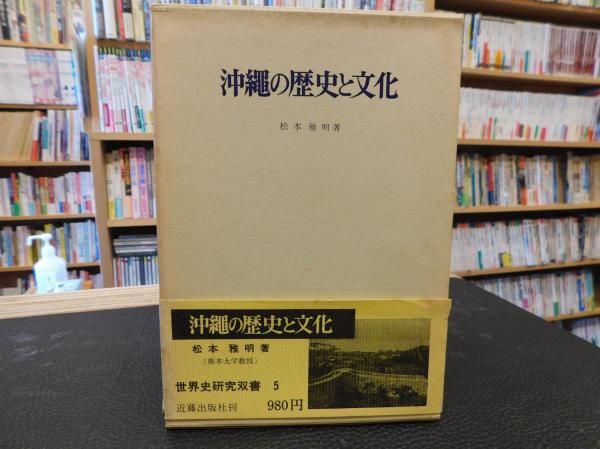 沖繩の歴史と文化
松本雅明著
沖繩の歴史と文化
松本雅明著
(熊本大学教授)
世界史研究双書 5
近藤出版社刊 980円